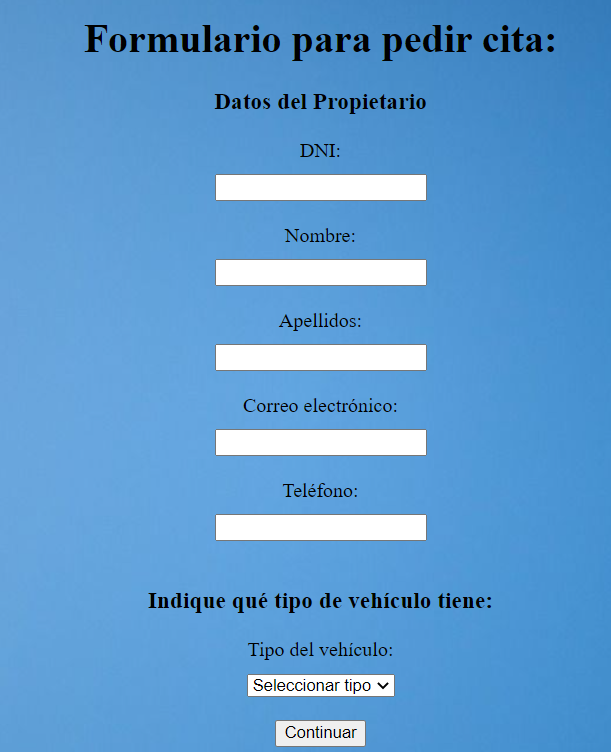 Formulario para pedir cita:
Datos del Propietario
DNI:
Nombre:
Apellidos:
Correo electrónico:
Teléfono:
Indique qué tipo de vehículo tiene:
Tipo del vehículo:
Seleccionar tipo
Continuar